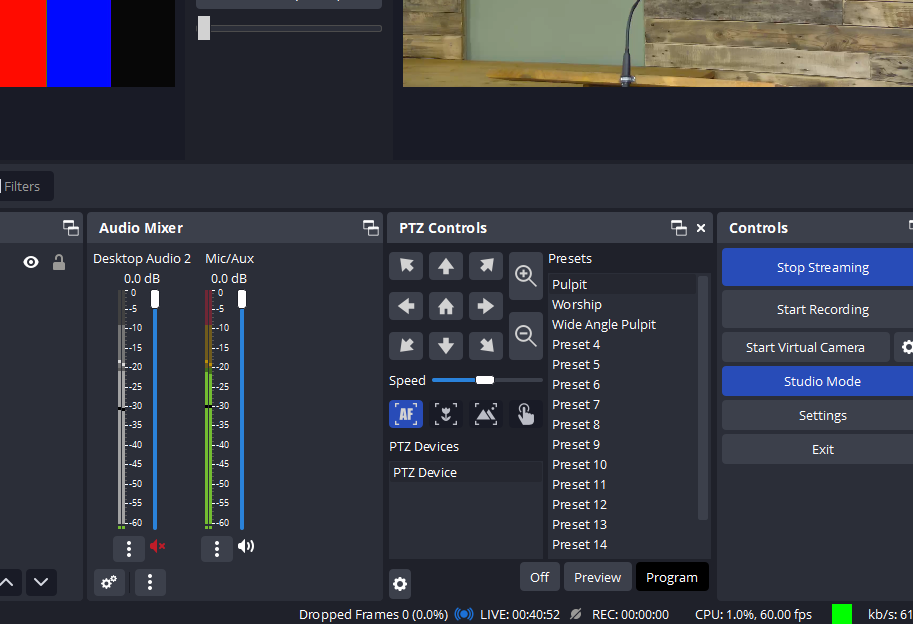 Filters
Audio Mixer
Desktop Audio 2
0.0 dB
0
-5
-10
-15
-20
-25
-30
-35
-40
-45
-50
-55
-60
Mic/Aux
0.0 dB
0
-5
-10
-15
-20
-25
-30
-35
-40
-45
-50
-55
-60
PTZ Controls
Speed
AF
PTZ Devices
PTZ Device
Presets
Pulpit
Worship
Wide Angle Pulpit
Preset 4
Preset 5
Preset 6
Preset 7
Preset 8
Preset 9
Preset 10
Preset 11
Preset 12
Preset 13
Preset 14
Off
Preview
Program
Controls
Stop Streaming
Start Recording
Start Virtual Camera
Studio Mode
Settings
Exit
Dropped Frames 0 (0.0%) LIVE: 00:40:52 REC: 00:00:00 CPU: 1.0%, 60.00 fps kb/s: 61